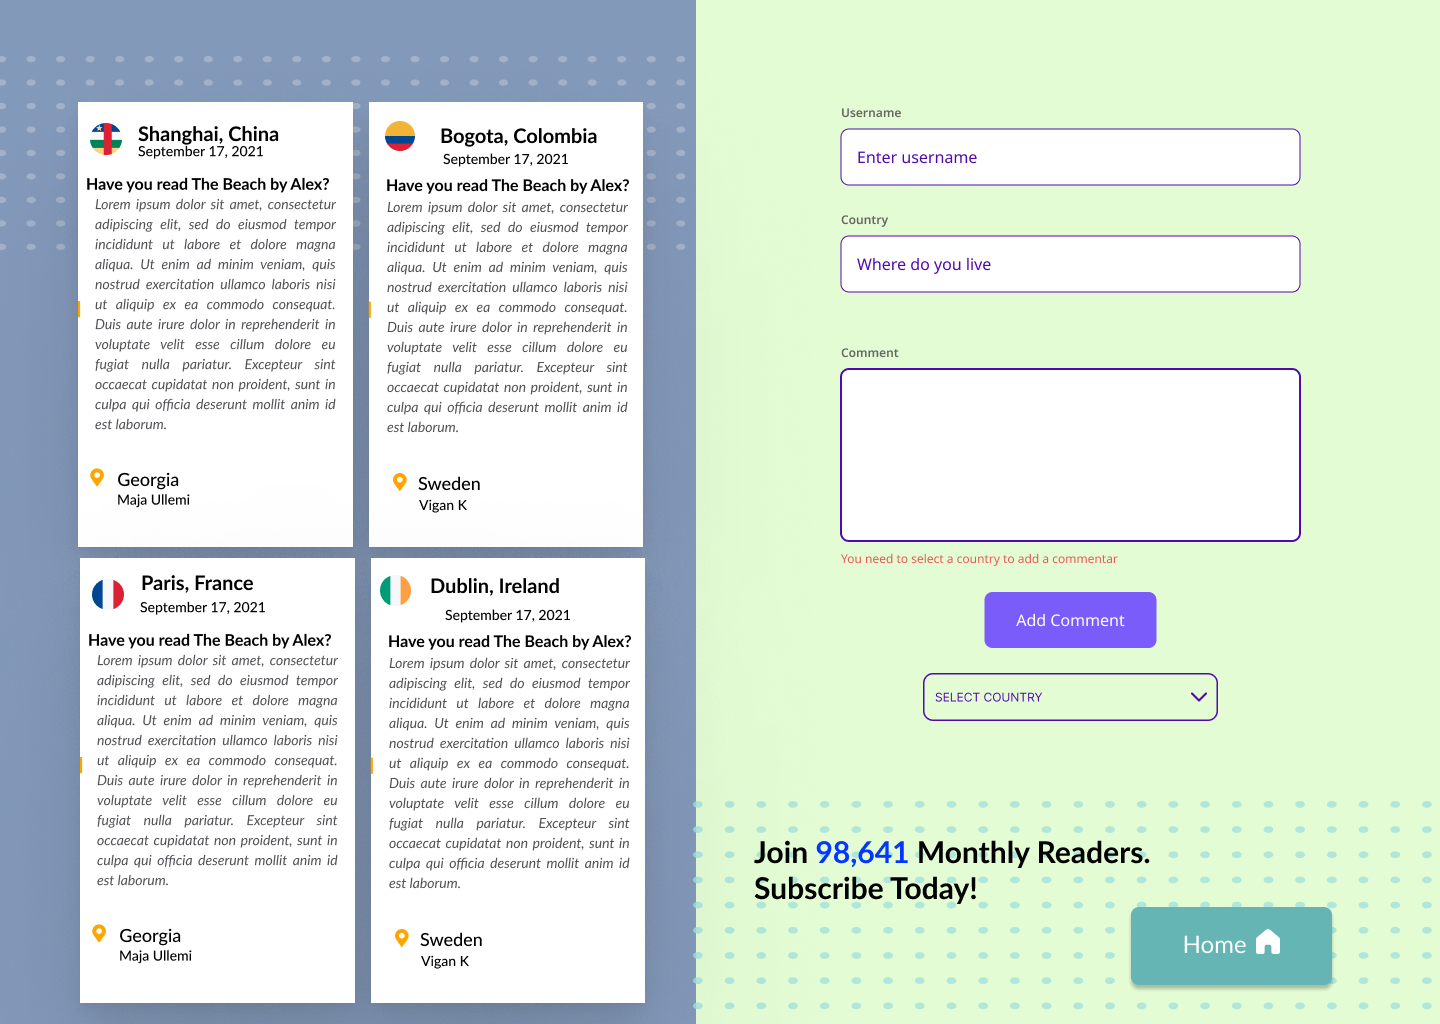 Shanghai, China
September 17, 2021
Have you read The Beach by Alex?
Lorem ipsum dolor sit amet, consectetur
adipiscing elit, sed do eiusmod tempor
incididunt ut labore et dolore magna
aliqua. Ut enim ad minim veniam, quis
nostrud exercitation ullamco laboris nisi
ut aliquip ex ea commodo consequat.
Duis aute irure dolor in reprehenderit in
voluptate velit esse cillum dolore eu
fugiat nulla pariatur. Excepteur sint
occaecat cupidatat non proident, sunt in
culpa qui officia deserunt mollit anim id
est laborum.
Georgia
Maja Ullemi
Bogota, Colombia
September 17, 2021
Have you read The Beach by Alex?
Lorem ipsum dolor sit amet, consectetur
adipiscing elit, sed do eiusmod tempor
incididunt ut labore et dolore magna
aliqua. Ut enim ad minim veniam, quis
nostrud exercitation ullamco laboris nisi
ut aliquip ex ea commodo consequat.
Duis aute irure dolor in reprehenderit in
voluptate velit esse cillum dolore eu
fugiat nulla pariatur. Excepteur sint
occaecat cupidatat non proident, sunt in
culpa qui officia deserunt mollit anim id
est laborum.
Sweden
Vigan K
Paris, France
September 17, 2021
Have you read The Beach by Alex?
Lorem ipsum dolor sit amet, consectetur
adipiscing elit, sed do eiusmod tempor
incididunt ut labore et dolore magna
aliqua. Ut enim ad minim veniam, quis
nostrud exercitation ullamco laboris nisi
ut aliquip ex ea commodo consequat.
Duis aute irure dolor in reprehenderit in
voluptate velit esse cillum dolore eu
fugiat nulla pariatur. Excepteur sint
occaecat cupidatat non proident, sunt in
culpa qui officia deserunt mollit anim id
est laborum.
Georgia
Maja Ullemi
Dublin, Ireland
September 17, 2021
Have you read The Beach by Alex?
Lorem ipsum dolor sit amet, consectetur
adipiscing elit, sed do eiusmod tempor
incididunt ut labore et dolore magna
aliqua. Ut enim ad minim veniam, quis
nostrud exercitation ullamco laboris nisi
ut aliquip ex ea commodo consequat.
Duis aute irure dolor in reprehenderit in
voluptate velit esse cillum dolore eu
fugiat nulla pariatur. Excepteur sint
occaecat cupidatat non proident, sunt in
culpa qui officia deserunt mollit anim id
est laborum.
Sweden
Vigan K
Username
Enter username
Country
Where do you live
Comment
You need to select a country to add a commentar
Add Comment
SELECT COUNTRY
Join 98,641 Monthly Readers.
Subscribe Today!
Home